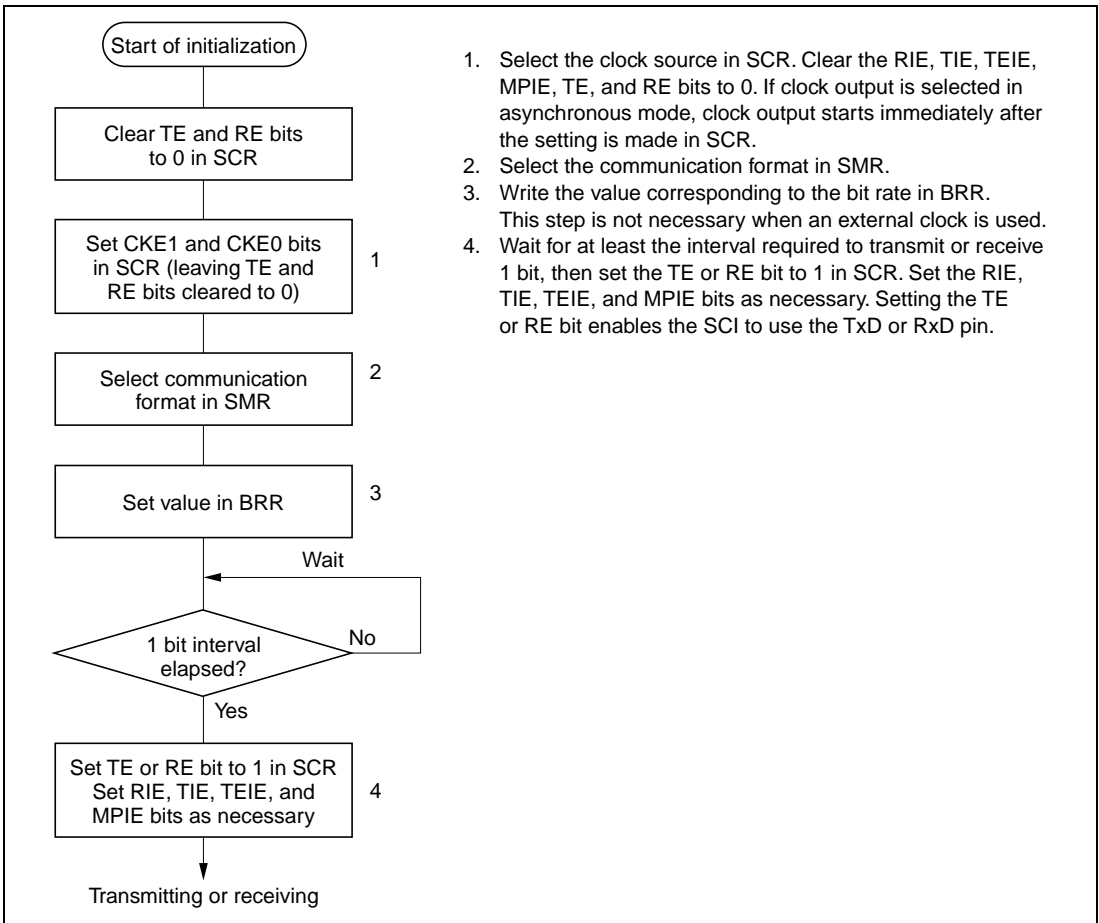 Start of initialization
Clear TE and RE bits
to 0 in SCR
Set CKE1 and CKE0 bits
in SCR (leaving TE and
RE bits cleared to 0)
1
Select communication
format in SMR
2
Set value in BRR
3
Wait
1 bit interval
elapsed?
No
Yes
Set TE or RE bit to 1 in SCR
Set RIE, TIE, TEIE, and
MPIE bits as necessary
4
Transmitting or receiving
1. Select the clock source in SCR. Clear the RIE, TIE, TEIE,
MPIE, TE, and RE bits to 0. If clock output is selected in
asynchronous mode, clock output starts immediately after
the setting is made in SCR.
2. Select the communication format in SMR.
3. Write the value corresponding to the bit rate in BRR.
This step is not necessary when an external clock is used.
4. Wait for at least the interval required to transmit or receive
1 bit, then set the TE or RE bit to 1 in SCR. Set the RIE,
TIE, TEIE, and MPIE bits as necessary. Setting the TE
or RE bit enables the SCI to use the TxD or RxD pin.